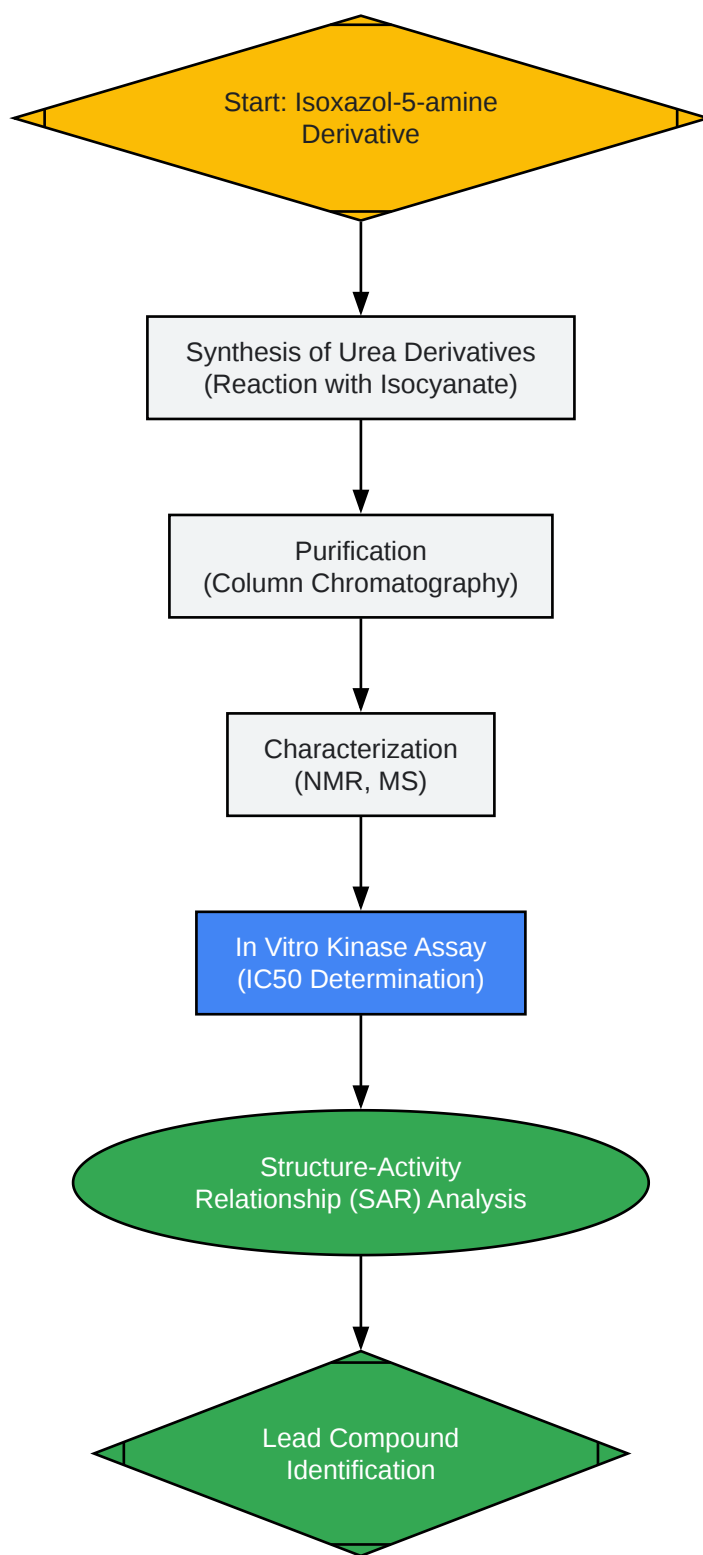 Start: Isoxazol-5-amine
Derivative
Synthesis of Urea Derivatives
(Reaction with Isocyanate)
Purification
(Column Chromatography)
Characterization
(NMR, MS)
In Vitro Kinase Assay
(IC50 Determination)
Structure-Activity
Relationship (SAR) Analysis
Lead Compound
Identification